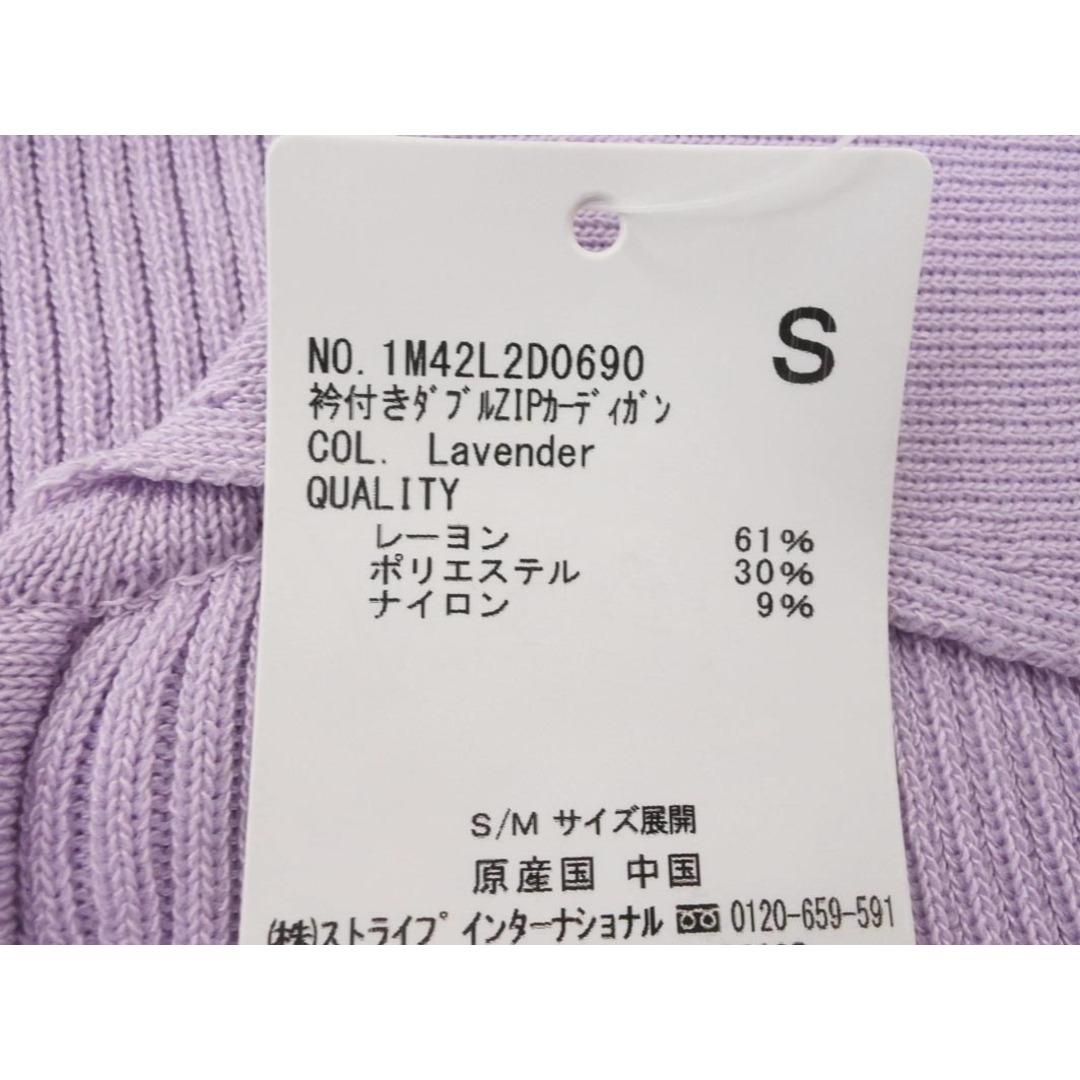 S
NO. 1M42L2D0690
衿付きﾀﾞﾌﾞﾙZIPｶｰﾃﾞｨｶﾞﾝ
COL. Lavender
QUALITY
レーヨン 61%
ポリエステル 30%
ナイロン 9%
S/M サイズ展開
原産国 中国
㈱ストライプ インターナショナル 0120-659-591